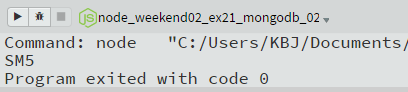 node_weekend02_ex21_mongodb_02
Command: node "C:/Users/KBJ/Documents/
SM5
Program exited with code 0